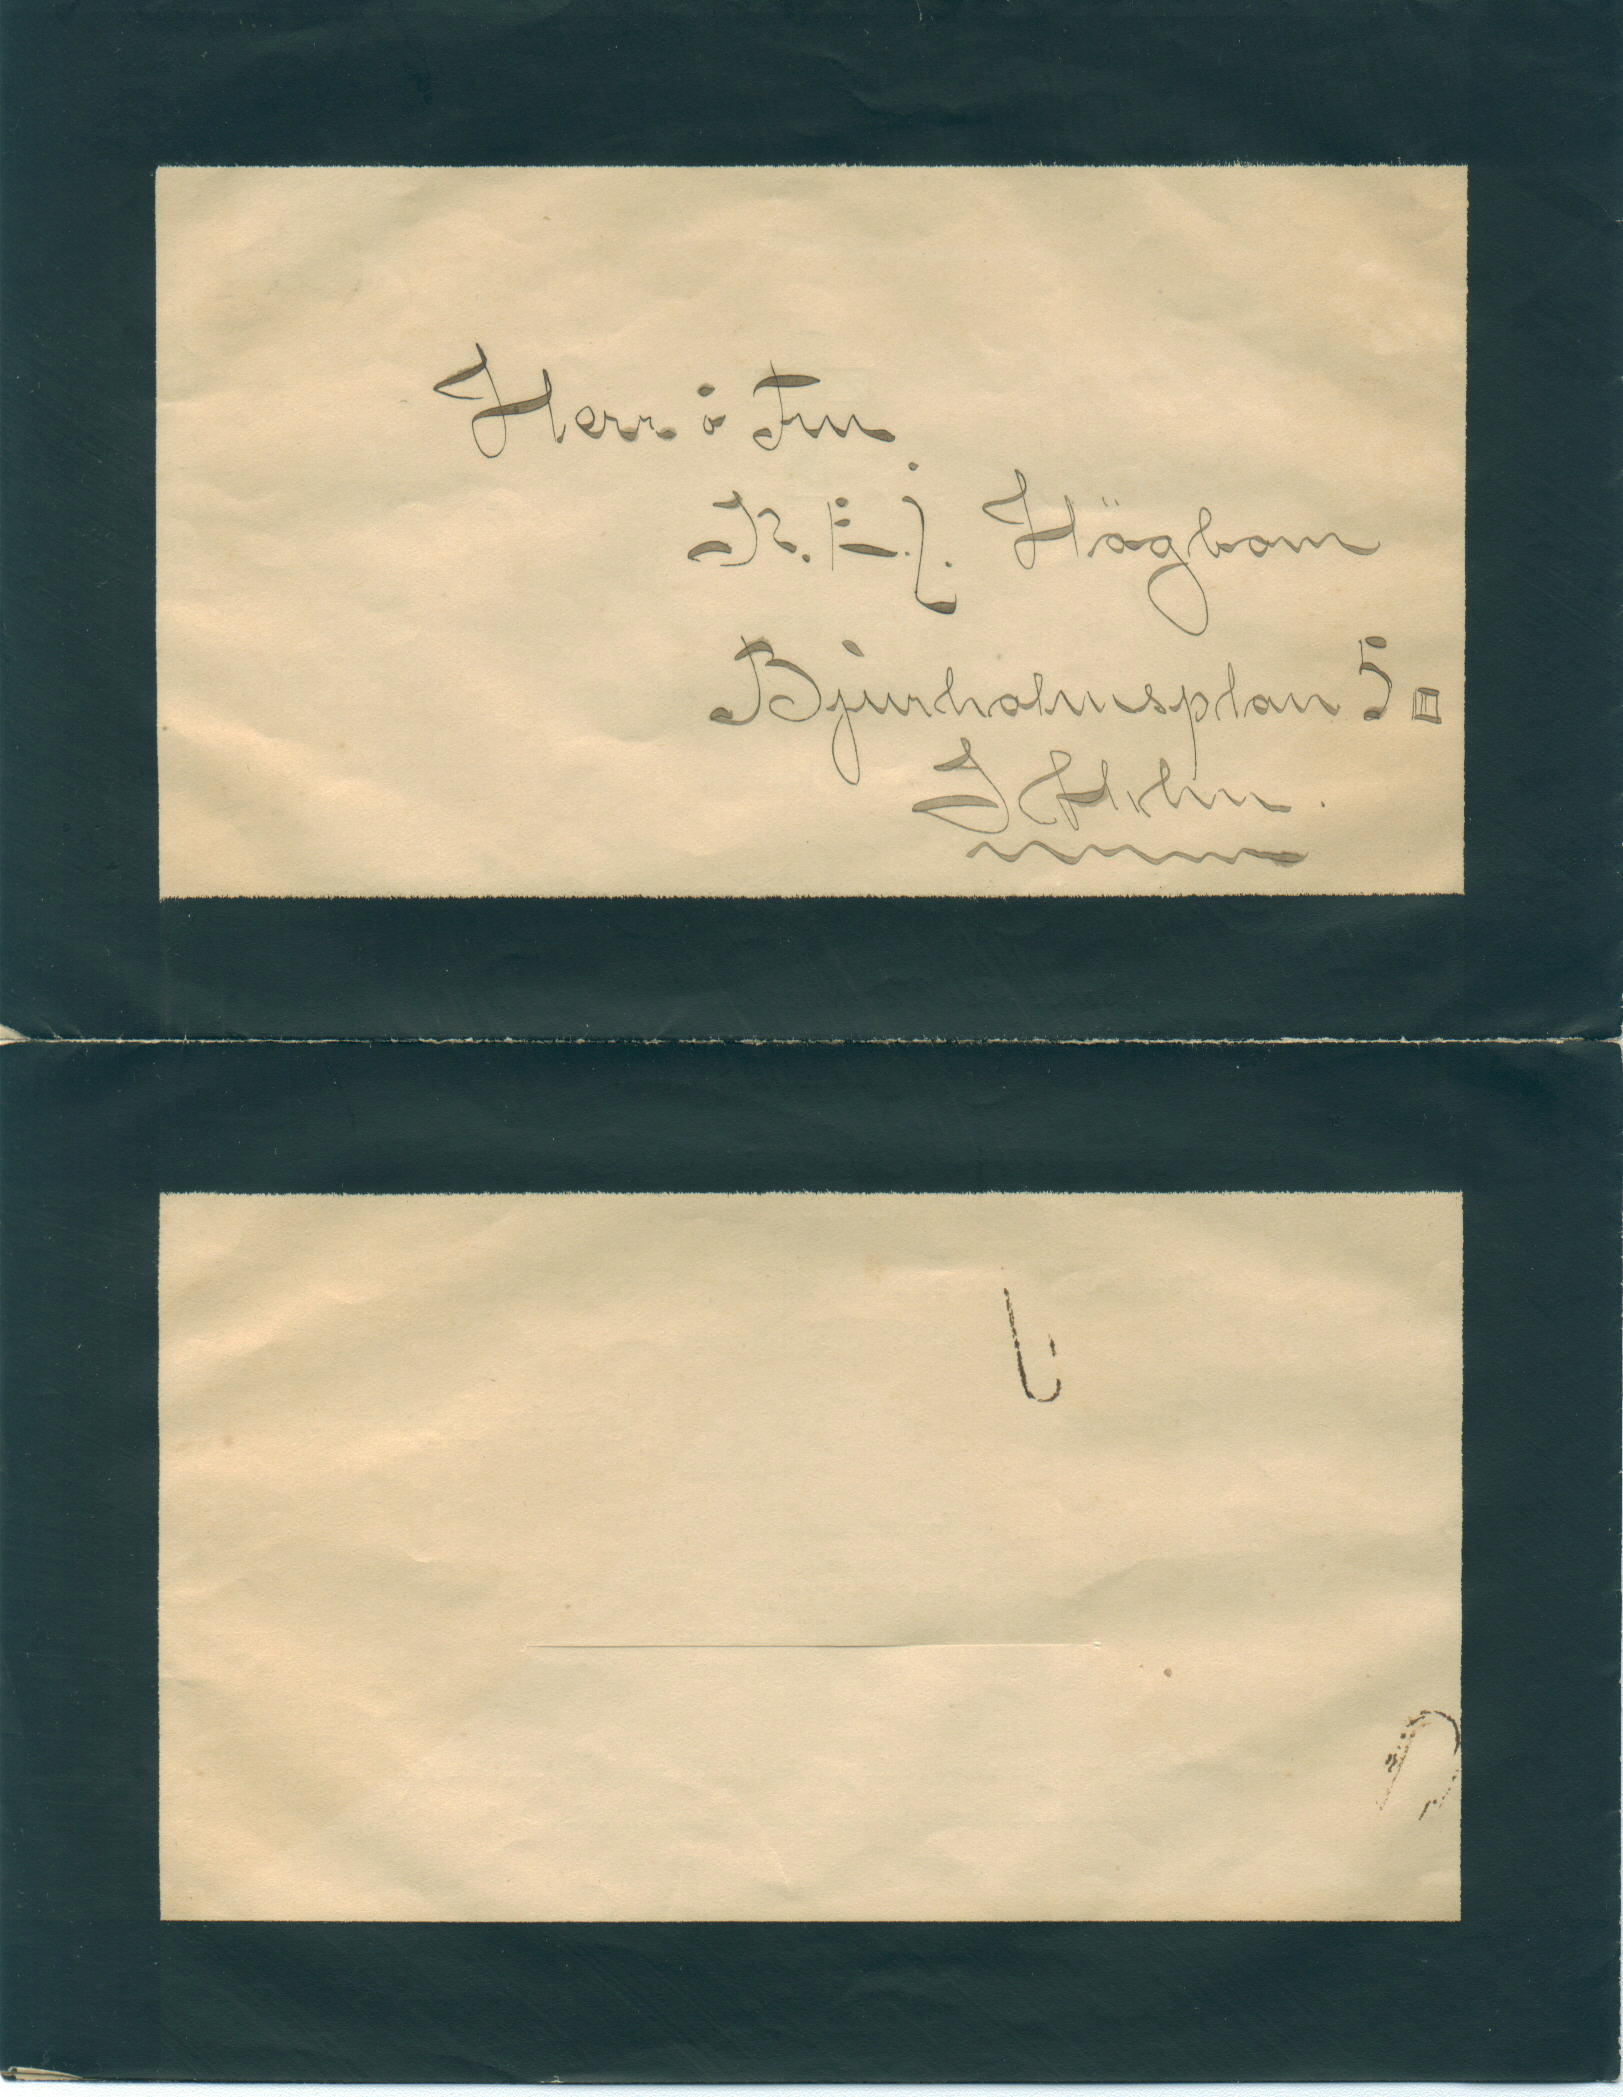 Herr o Fru
K. E. J. Högbom
Bjurholmsplan 5 III
Sthlm.